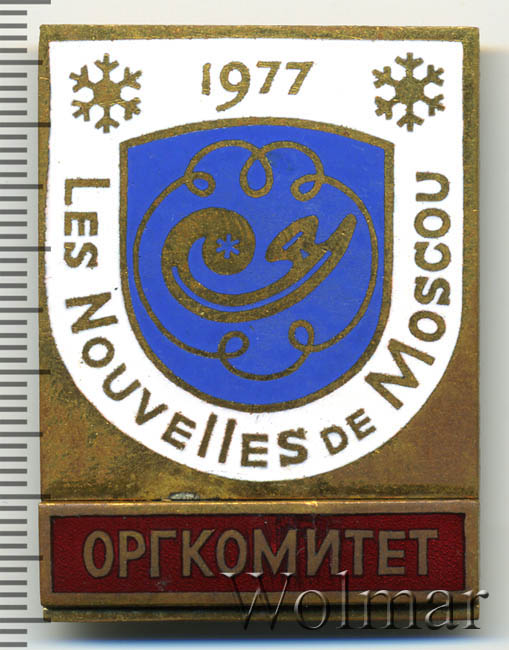 1977
LES NOUVELLES DE MOSCOU
ОРГКОМИТЕТ
Wolmar